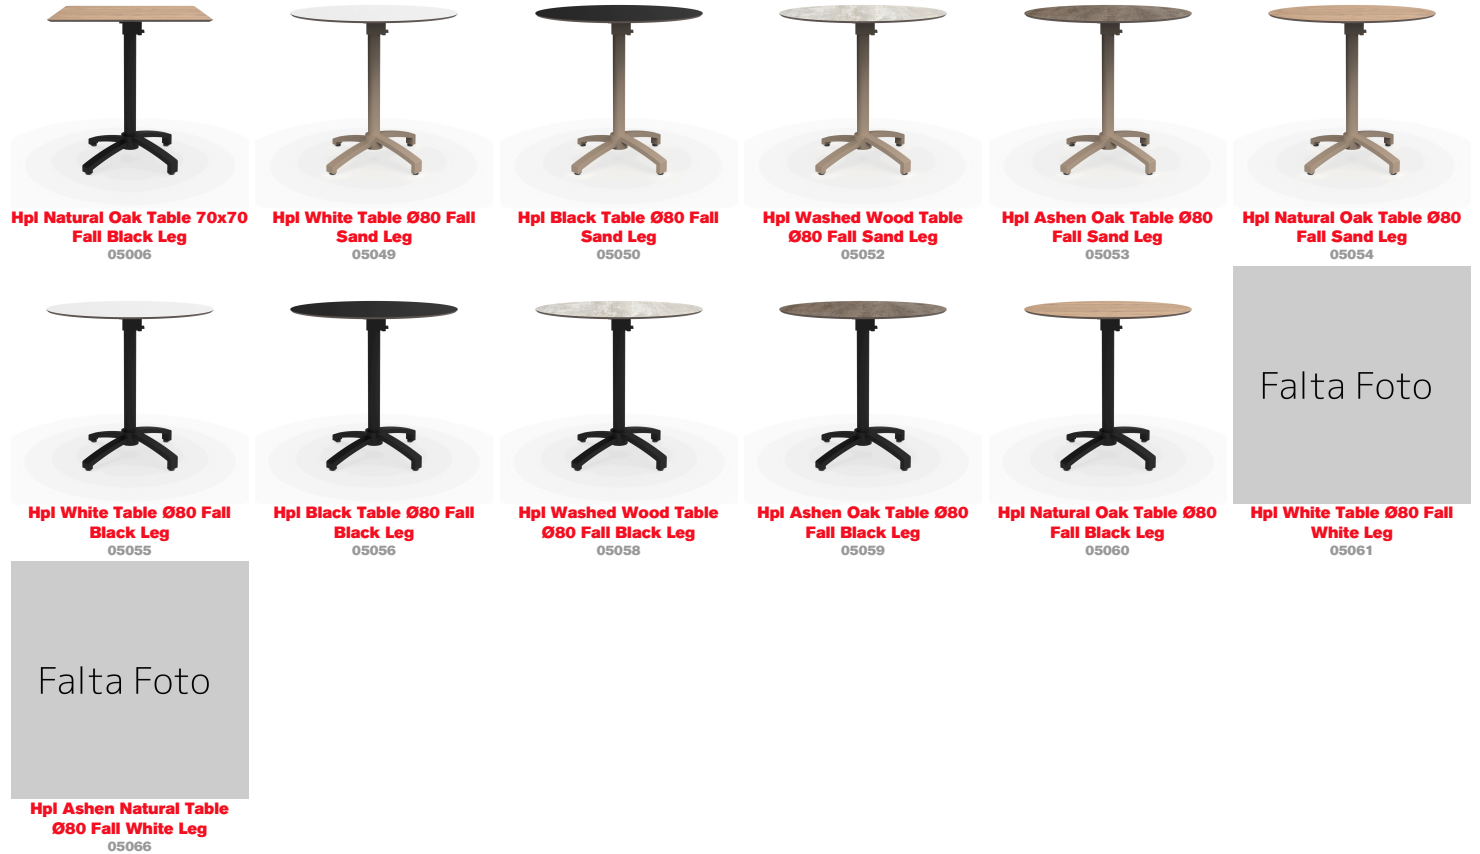 Hpl Natural Oak Table 70x70
Fall Black Leg
05006
Hpl White Table Ø80 Fall
Sand Leg
05049
Hpl Black Table Ø80 Fall
Sand Leg
05050
Hpl Washed Wood Table
Ø80 Fall Sand Leg
05052
Hpl Ashen Oak Table Ø80
Fall Sand Leg
05053
Hpl Natural Oak Table Ø80
Fall Sand Leg
05054
Hpl White Table Ø80 Fall
Black Leg
05055
Hpl Black Table Ø80 Fall
Black Leg
05056
Hpl Washed Wood Table
Ø80 Fall Black Leg
05058
Hpl Ashen Oak Table Ø80
Fall Black Leg
05059
Hpl Natural Oak Table Ø80
Fall Black Leg
05060
Falta Foto
Hpl White Table Ø80 Fall
White Leg
05061
Falta Foto
Hpl Ashen Natural Table
Ø80 Fall White Leg
05066